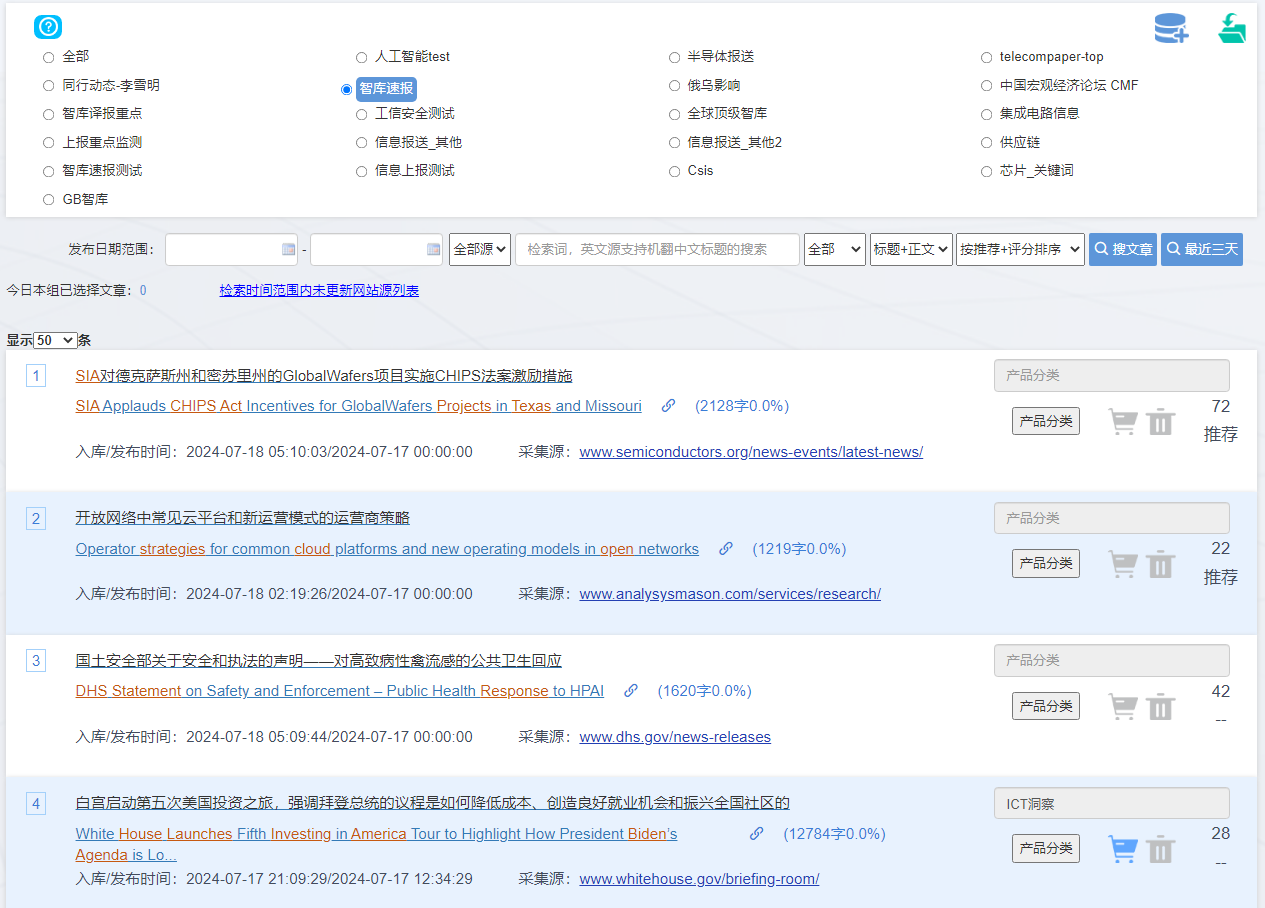 全部 人工智能test 半导体报送 telecompaper-top
同行动态-李雪明 智库速报 俄乌影响 中国宏观经济论坛 CMF
智库译报重点 工信安全测试 全球顶级智库 集成电路信息
上报重点监测 信息报送_其他 信息报送_其他2 供应链
智库速报测试 信息上报测试 Csis 芯片_关键词
GB智库
发布日期范围： - 全部源 检索词，英文源支持机翻中文标题的搜索 全部 标题+正文 按推荐+评分排序 搜文章 最近三天
今日本组已选择文章：0 检索时间范围内未更新网站源列表
显示50条
1 SIA对德克萨斯州和密苏里州的GlobalWafers项目实施CHIPS法案激励措施 产品分类
SIA Applauds CHIPS Act Incentives for GlobalWafers Projects in Texas and Missouri (2128字0.0%) 72
产品分类 推荐
入库/发布时间：2024-07-18 05:10:03/2024-07-17 00:00:00 采集源：www.semiconductors.org/news-events/latest-news/
2 开放网络中常见云平台和新运营模式的运营商策略 产品分类
Operator strategies for common cloud platforms and new operating models in open networks (1219字0.0%) 22
产品分类 推荐
入库/发布时间：2024-07-18 02:19:26/2024-07-17 00:00:00 采集源：www.analysysmason.com/services/research/
3 国土安全部关于安全和执法的声明——对高致病性禽流感的公共卫生回应 产品分类
DHS Statement on Safety and Enforcement – Public Health Response to HPAI (1620字0.0%) 42
产品分类 --
入库/发布时间：2024-07-18 05:09:44/2024-07-17 00:00:00 采集源：www.dhs.gov/news-releases
4 白宫启动第五次美国投资之旅，强调拜登总统的议程是如何降低成本、创造良好就业机会和振兴全国社区的 ICT洞察
White House Launches Fifth Investing in America Tour to Highlight How President Biden’s (12784字0.0%) 28
Agenda is Lo... 产品分类 --
入库/发布时间：2024-07-17 21:09:29/2024-07-17 12:34:29 采集源：www.whitehouse.gov/briefing-room/